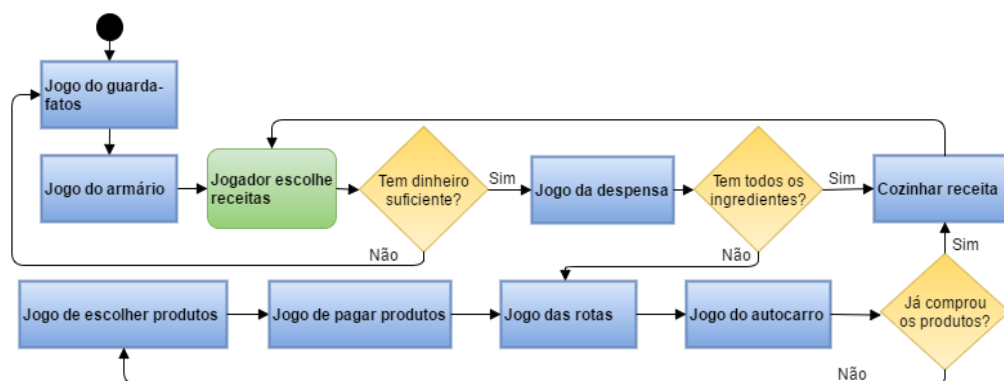 Jogo do guarda-
fatos
Jogo do armário
Jogador escolhe
receitas
Tem dinheiro
suficiente?
Sim
Jogo da despensa
Tem todos os
ingredientes?
Sim
Cozinhar receita
Não
Não
Sim
Jogo de escolher produtos
Jogo de pagar produtos
Jogo das rotas
Jogo do autocarro
Já comprou
os produtos?
Não